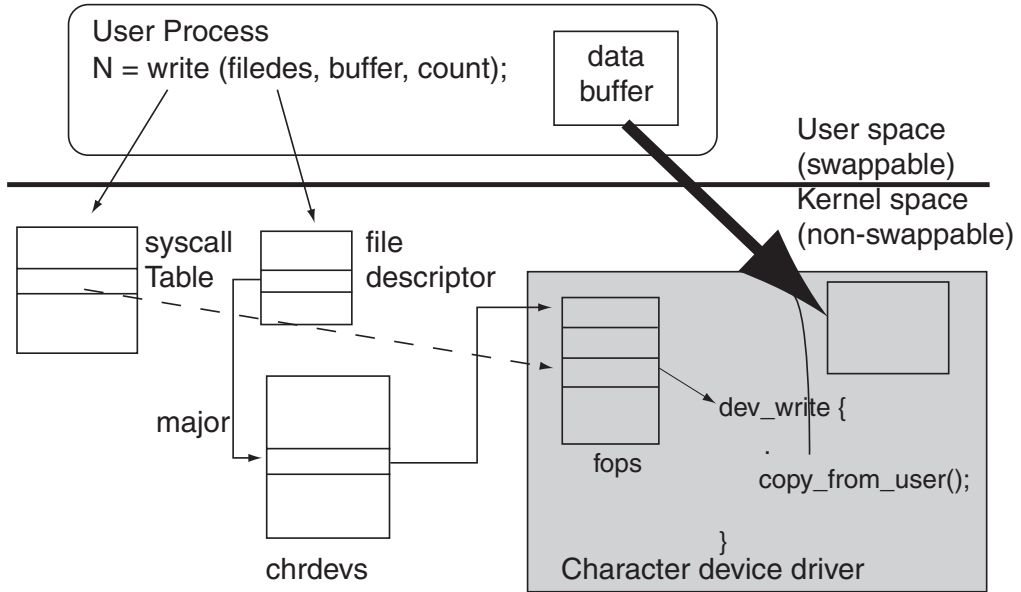 User Process
N = write (filedes, buffer, count);
data
buffer
User space
(swappable)
Kernel space
(non-swappable)
syscall
Table
file
descriptor
major
chrdevs
fops
dev_write {
.
copy_from_user();
}
Character device driver